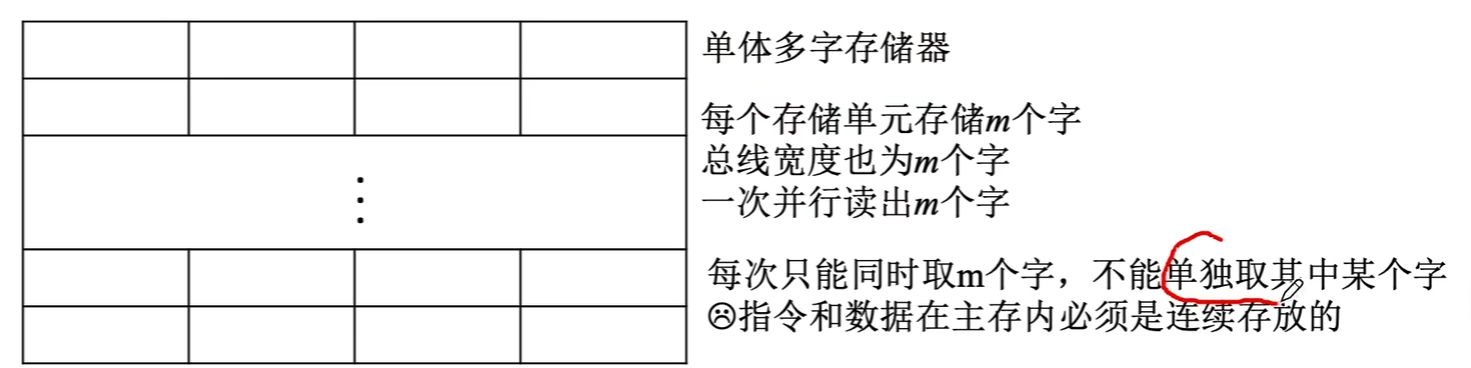 单体多字存储器
每个存储单元存储m个字
总线宽度也为m个字
一次并行读出m个字
每次只能同时取m个字，不能单独取其中某个字
☹指令和数据在主存内必须是连续存放的